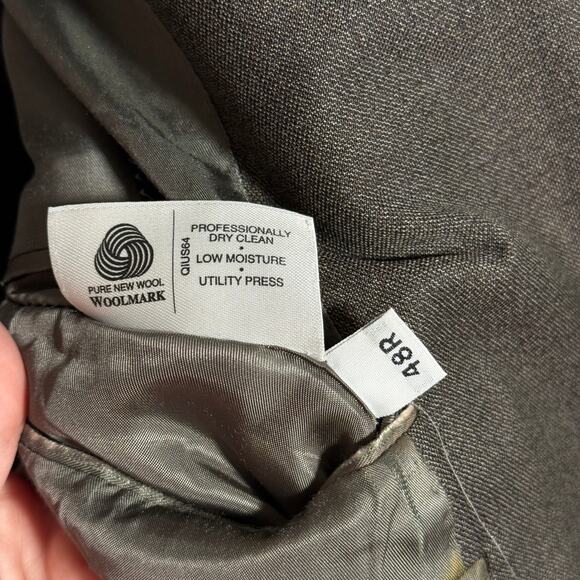 PURE NEW WOOL
WOOLMARK
QIUS64
PROFESSIONALLY
DRY CLEAN
•
LOW MOISTURE
•
UTILITY PRESS
48R